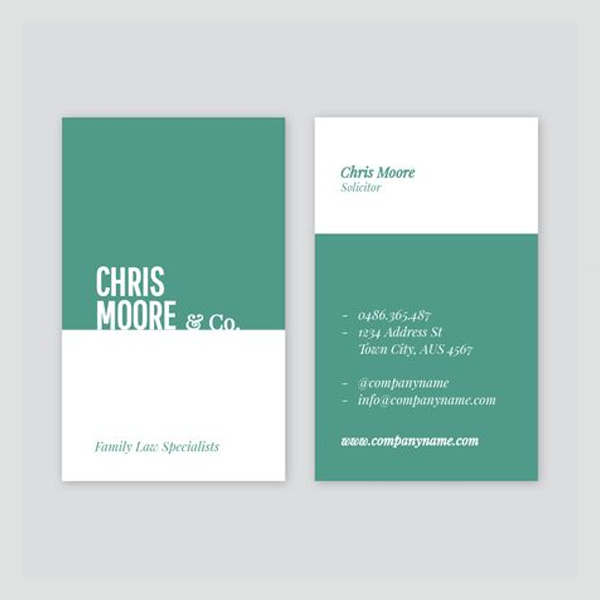 CHRIS
MOORE & Co.
Family Law Specialists
Chris Moore
Solicitor
- 0486.365.487
- 1234 Address St
Town City, AUS 4567
- @companyname
- info@companyname.com
www.companyname.com